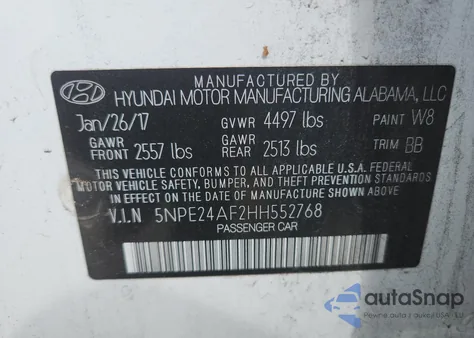 MANUFACTURED BY
HYUNDAI MOTOR MANUFACTURING ALABAMA, LLC
Jan/26/17 GVWR 4497 lbs PAINT W8
GAWR FRONT 2557 lbs GAWR REAR 2513 lbs TRIM BB
THIS VEHICLE CONFORMS TO ALL APPLICABLE U.S.A. FEDERAL
MOTOR VEHICLE SAFETY, BUMPER, AND THEFT PREVENTION STANDARDS
IN EFFECT ON THE DATE OF MANUFACTURE SHOWN ABOVE.
V.I.N 5NPE24AF2HH552768
PASSENGER CAR
autoSnap